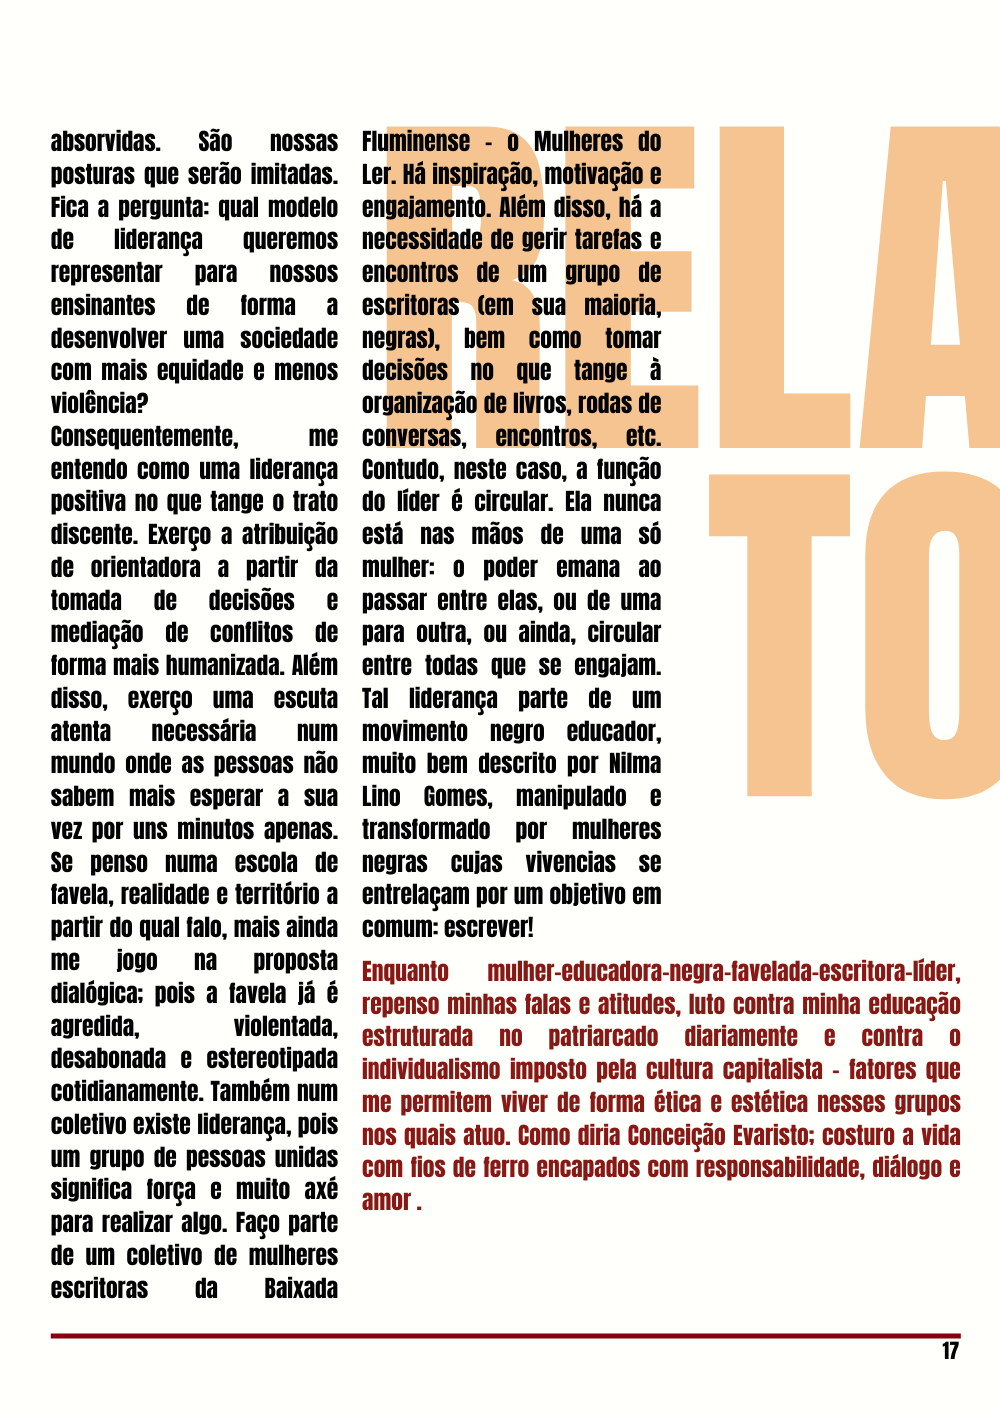 absorvidas. São nossas
posturas que serão imitadas.
Fica a pergunta: qual modelo
de liderança queremos
representar para nossos
ensinantes de forma a
desenvolver uma sociedade
com mais equidade e menos
violência?
Consequentemente, me
entendo como uma liderança
positiva no que tange o trato
discente. Exerço a atribuição
de orientadora a partir da
tomada de decisões e
mediação de conflitos de
forma mais humanizada. Além
disso, exerço uma escuta
atenta necessária num
mundo onde as pessoas não
sabem mais esperar a sua
vez por uns minutos apenas.
Se penso numa escola de
favela, realidade e território a
partir do qual falo, mais ainda
me jogo na proposta
dialógica; pois a favela já é
agredida, violentada,
desabonada e estereotipada
cotidianamente. Também num
coletivo existe liderança, pois
um grupo de pessoas unidas
significa força e muito axé
para realizar algo. Faço parte
de um coletivo de mulheres
escritoras da Baixada
Fluminense - o Mulheres do
Ler. Há inspiração, motivação e
engajamento. Além disso, há a
necessidade de gerir tarefas e
encontros de um grupo de
escritoras (em sua maioria,
negras), bem como tomar
decisões no que tange à
organização de livros, rodas de
conversas, encontros, etc.
Contudo, neste caso, a função
do líder é circular. Ela nunca
está nas mãos de uma só
mulher: o poder emana ao
passar entre elas, ou de uma
para outra, ou ainda, circular
entre todas que se engajam.
Tal liderança parte de um
movimento negro educador,
muito bem descrito por Nilma
Lino Gomes, manipulado e
transformado por mulheres
negras cujas vivencias se
entrelaçam por um objetivo em
comum: escrever!
RELA
TO
Enquanto mulher-educadora-negra-favelada-escritora-líder,
repenso minhas falas e atitudes, luto contra minha educação
estruturada no patriarcado diariamente e contra o
individualismo imposto pela cultura capitalista - fatores que
me permitem viver de forma ética e estética nesses grupos
nos quais atuo. Como diria Conceição Evaristo; costuro a vida
com fios de ferro encapados com responsabilidade, diálogo e
amor .
17